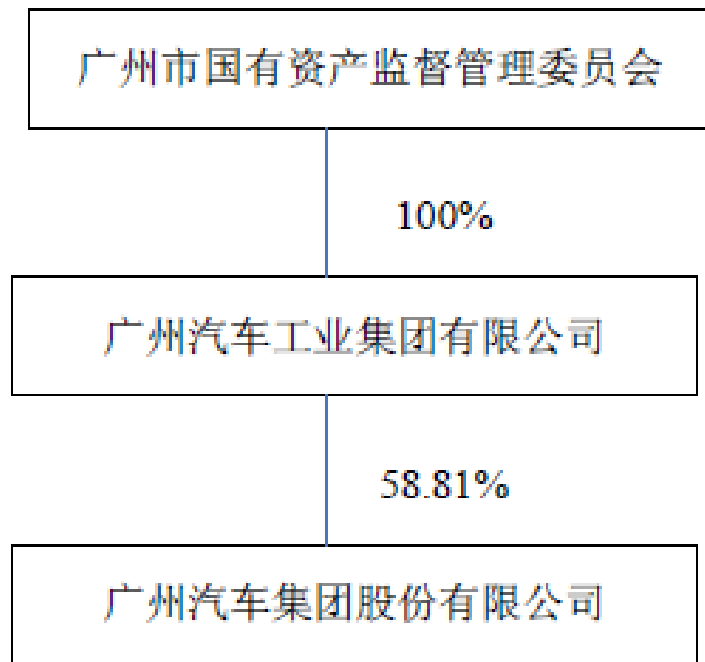 广州市国有资产监督管理委员会
100%
广州汽车工业集团有限公司
58.81%
广州汽车集团股份有限公司